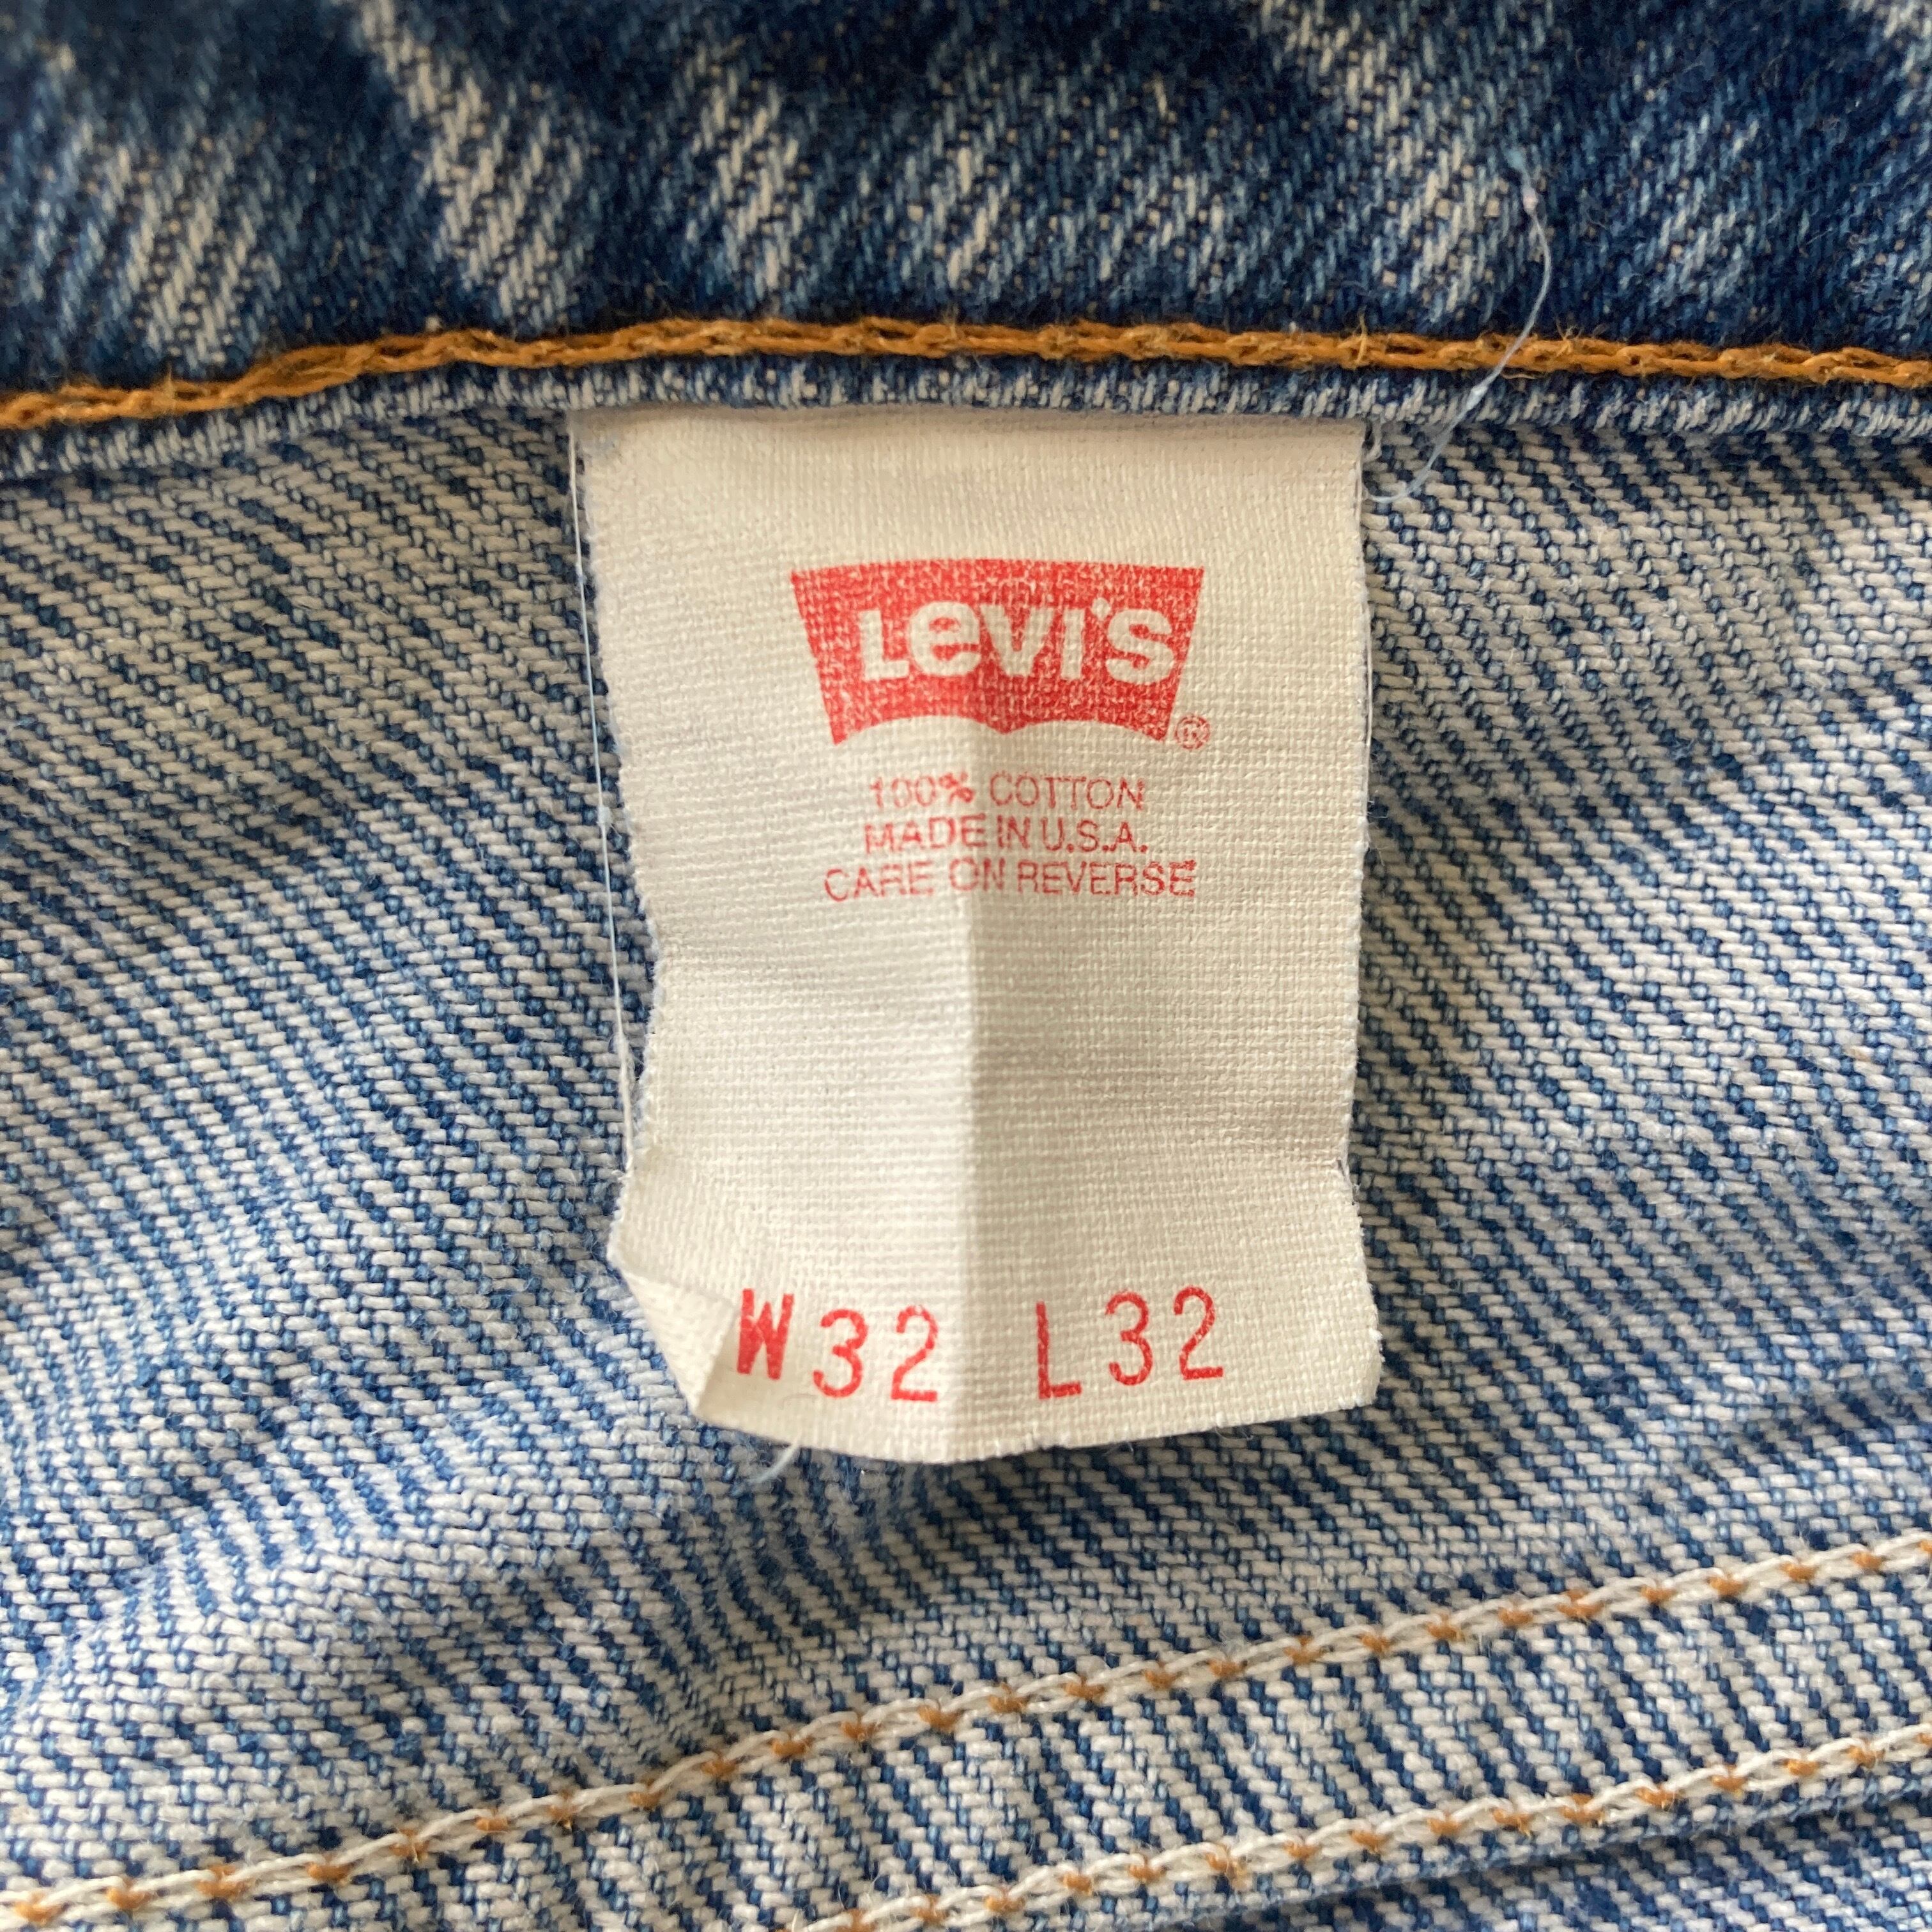 LEVI'S ®
100% COTTON
MADE IN U.S.A.
CARE ON REVERSE
W32 L32